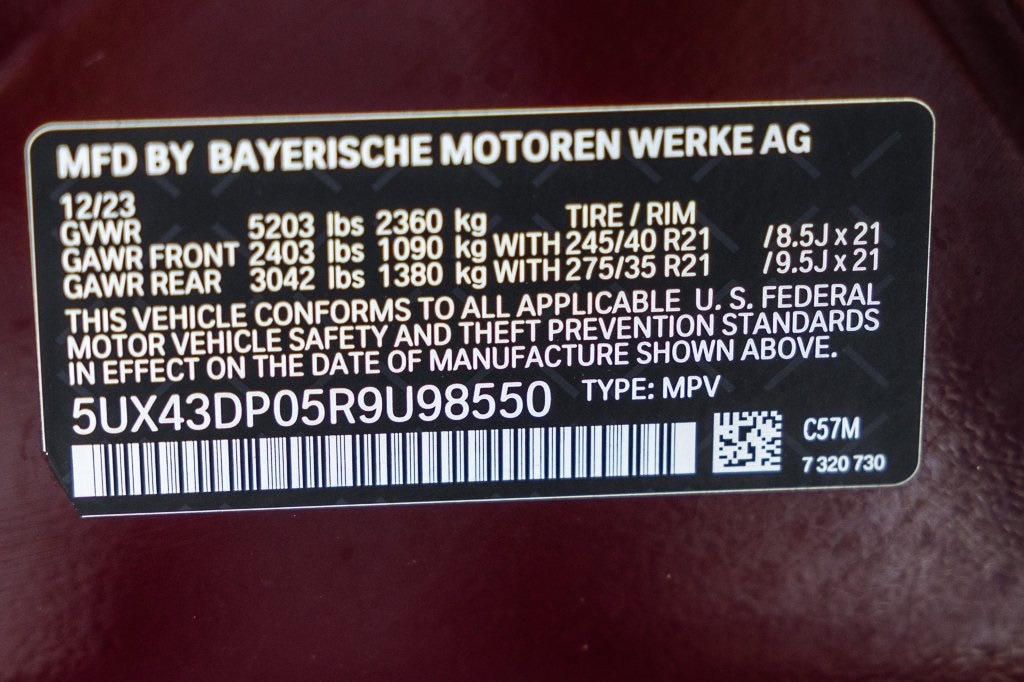 MFD BY BAYERISCHE MOTOREN WERKE AG
12/23
GVWR 5203 lbs 2360 kg TIRE / RIM
GAWR FRONT 2403 lbs 1090 kg WITH 245/40 R21 /8.5J x 21
GAWR REAR 3042 lbs 1380 kg WITH 275/35 R21 /9.5J x 21
THIS VEHICLE CONFORMS TO ALL APPLICABLE U. S. FEDERAL
MOTOR VEHICLE SAFETY AND THEFT PREVENTION STANDARDS
IN EFFECT ON THE DATE OF MANUFACTURE SHOWN ABOVE.
5UX43DP05R9U98550 TYPE: MPV
C57M
7 320 730